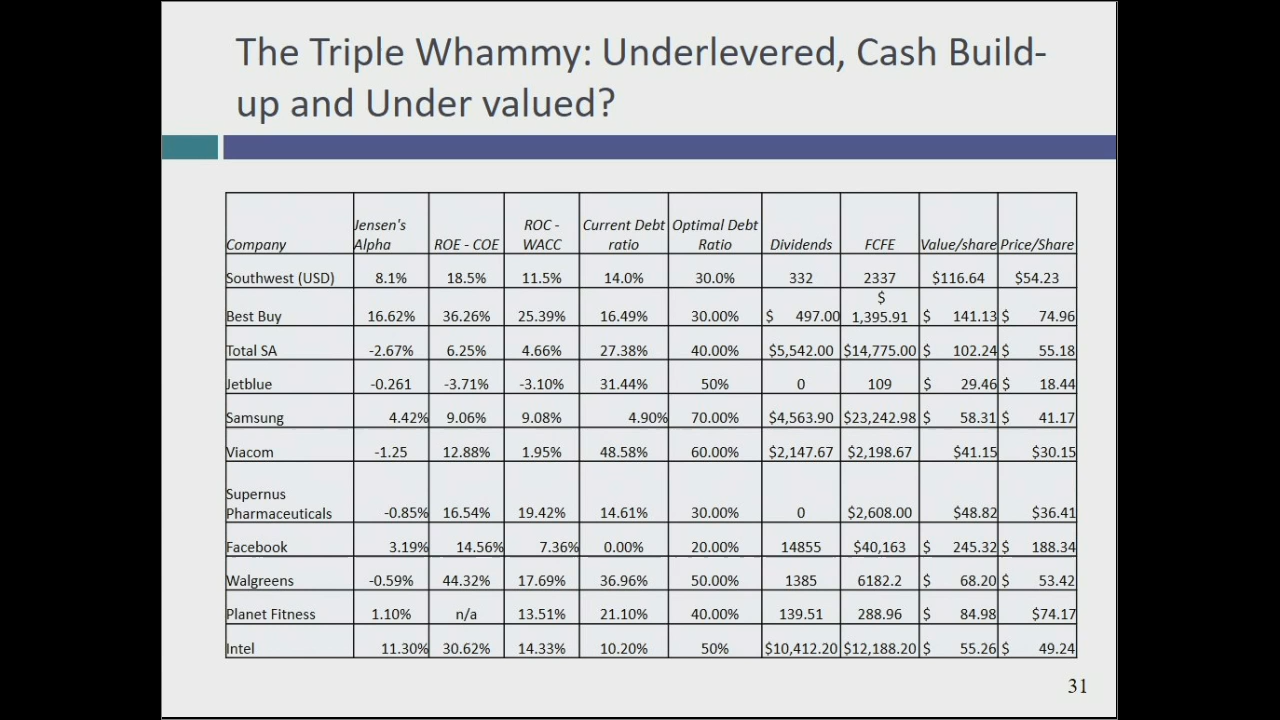 The Triple Whammy: Underlevered, Cash Build-
up and Under valued?
Company Jensen's Alpha ROE - COE ROC - WACC Current Debt ratio Optimal Debt Ratio Dividends FCFE Value/share Price/Share
Southwest (USD) 8.1% 18.5% 11.5% 14.0% 30.0% 332 2337 $116.64 $54.23
Best Buy 16.62% 36.26% 25.39% 16.49% 30.00% $ 497.00 $ 1,395.91 $ 141.13 $ 74.96
Total SA -2.67% 6.25% 4.66% 27.38% 40.00% $5,542.00 $14,775.00 $ 102.24 $ 55.18
Jetblue -0.261 -3.71% -3.10% 31.44% 50% 0 109 $ 29.46 $ 18.44
Samsung 4.42% 9.06% 9.08% 4.90% 70.00% $4,563.90 $23,242.98 $ 58.31 $ 41.17
Viacom -1.25 12.88% 1.95% 48.58% 60.00% $2,147.67 $2,198.67 $41.15 $30.15
Supernus Pharmaceuticals -0.85% 16.54% 19.42% 14.61% 30.00% 0 $2,608.00 $48.82 $36.41
Facebook 3.19% 14.56% 7.36% 0.00% 20.00% 14855 $40,163 $ 245.32 $ 188.34
Walgreens -0.59% 44.32% 17.69% 36.96% 50.00% 1385 6182.2 $ 68.20 $ 53.42
Planet Fitness 1.10% n/a 13.51% 21.10% 40.00% 139.51 288.96 $ 84.98 $74.17
Intel 11.30% 30.62% 14.33% 10.20% 50% $10,412.20 $12,188.20 $ 55.26 $ 49.24
31